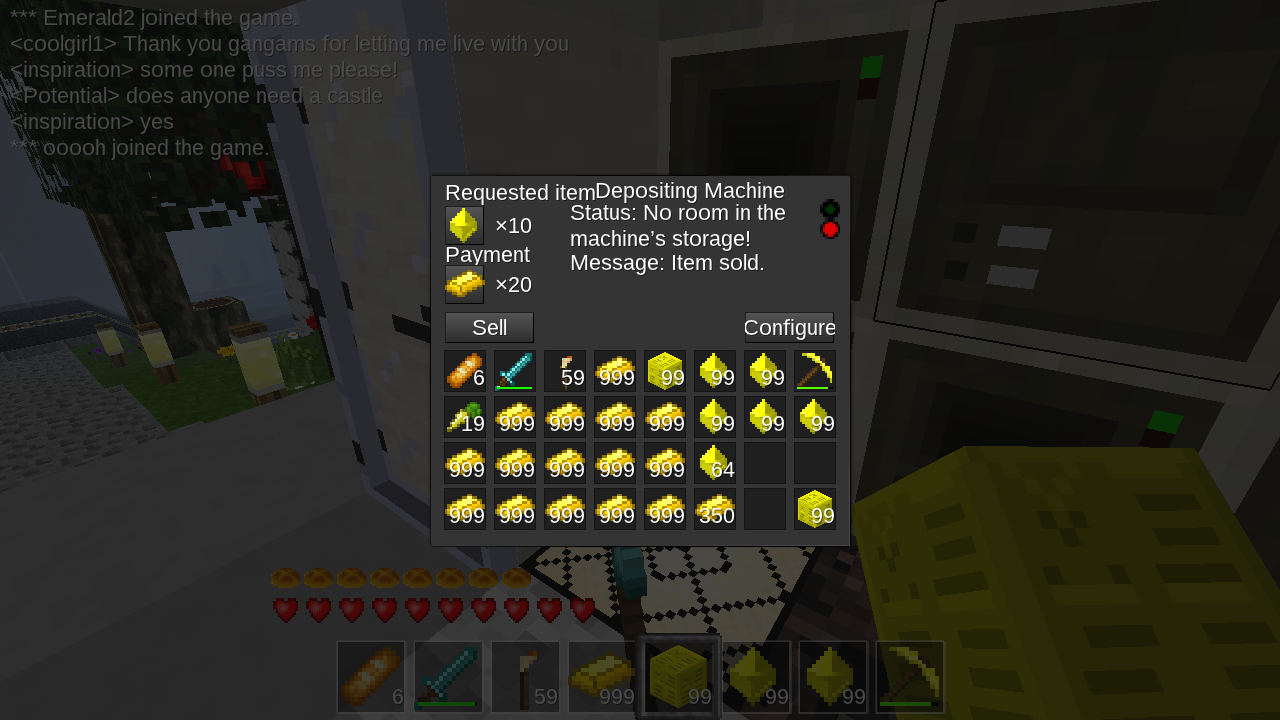 *** Emerald2 joined the game.
<coolgirl1> Thank you gangams for letting me live with you
<inspiration> some one puss me please!
<Potential> does anyone need a castle
<inspiration> yes
*** ooooh joined the game.
Requested item Depositing Machine
×10
Status: No room in the
machine’s storage!
Payment
Message: Item sold.
×20
Sell
Configure
6 59 999 99 99 99
19 999 999 999 999 99 99 99
999 999 999 999 999 64
999 999 999 999 999 350 99
6 59 999 99 99 99